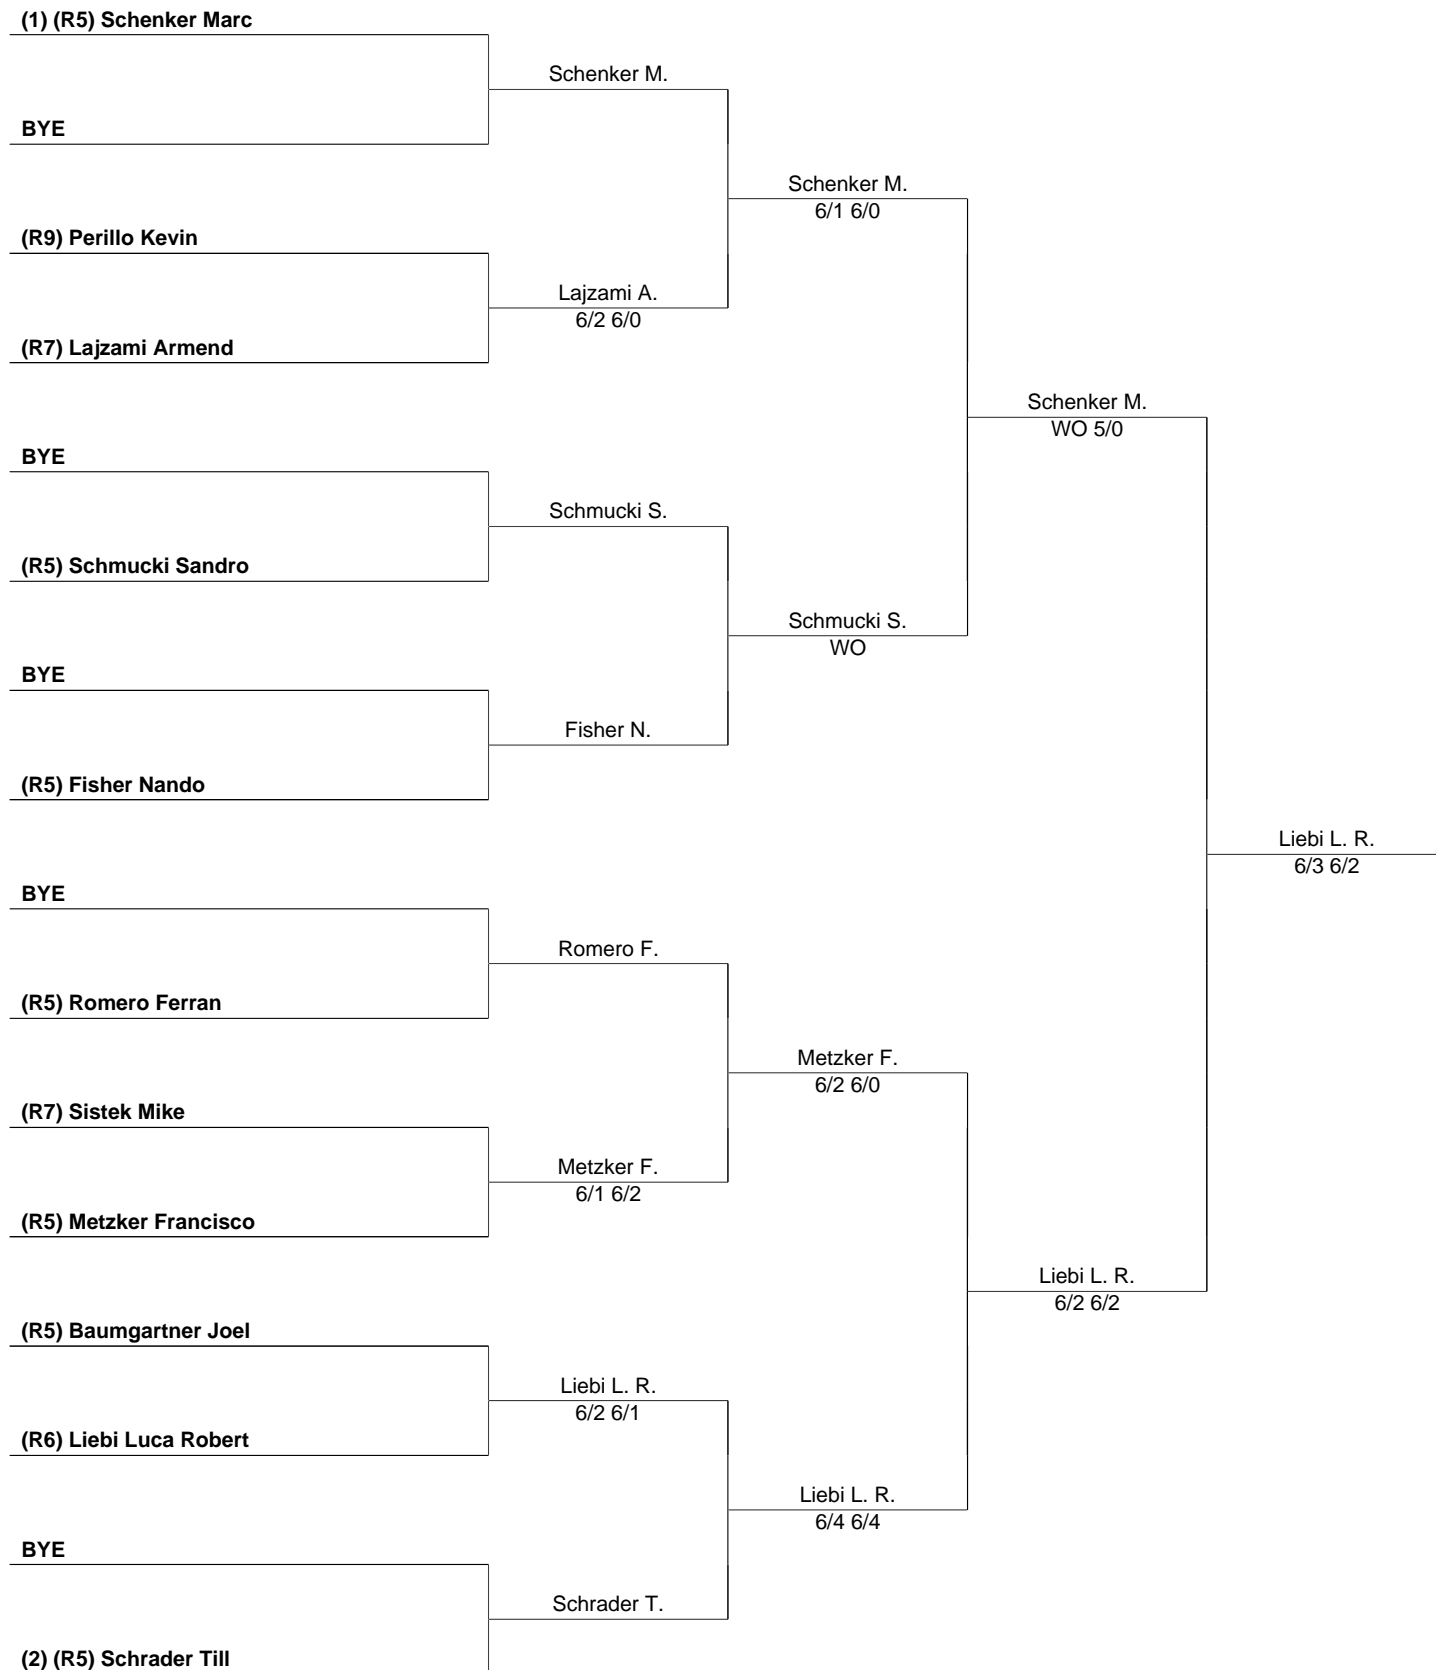 (1) (R5) Schenker Marc
Schenker M.
BYE
Schenker M.
6/1 6/0
(R9) Perillo Kevin
Lajzami A.
6/2 6/0
(R7) Lajzami Armend
Schenker M.
WO 5/0
BYE
Schmucki S.
(R5) Schmucki Sandro
Schmucki S.
WO
BYE
Fisher N.
(R5) Fisher Nando
Liebi L. R.
6/3 6/2
BYE
Romero F.
(R5) Romero Ferran
Metzker F.
6/2 6/0
(R7) Sistek Mike
Metzker F.
6/1 6/2
(R5) Metzker Francisco
Liebi L. R.
6/2 6/2
(R5) Baumgartner Joel
Liebi L. R.
6/2 6/1
(R6) Liebi Luca Robert
Liebi L. R.
6/4 6/4
BYE
Schrader T.
(2) (R5) Schrader Till